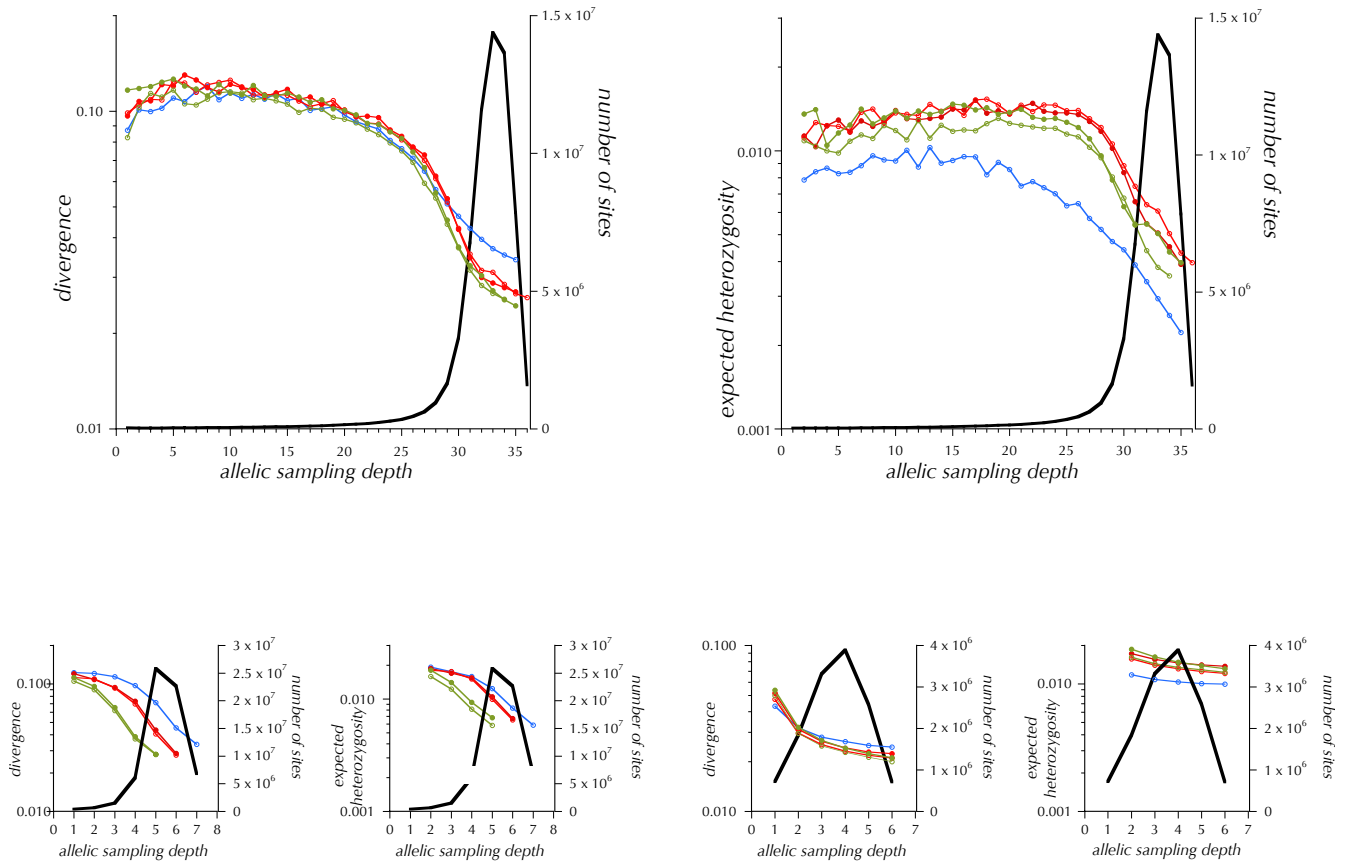 1.5 x 10⁷
1 x 10⁷
5 x 10⁶
0
number of sites
0.10
0.01
divergence
0 5 10 15 20 25 30 35
allelic sampling depth
1.5 x 10⁷
1 x 10⁷
5 x 10⁶
0
number of sites
0.010
0.001
expected heterozygosity
0 5 10 15 20 25 30 35
allelic sampling depth
3 x 10⁷
2.5 x 10⁷
2 x 10⁷
1.5 x 10⁷
1 x 10⁷
5 x 10⁶
0
number of sites
0.100
0.010
divergence
0 1 2 3 4 5 6 7 8
allelic sampling depth
3 x 10⁷
2.5 x 10⁷
2 x 10⁷
1.5 x 10⁷
1 x 10⁷
5 x 10⁶
0
number of sites
0.010
0.001
expected
heterozygosity
0 1 2 3 4 5 6 7 8
allelic sampling depth
4 x 10⁶
3 x 10⁶
2 x 10⁶
1 x 10⁶
0
number of sites
0.100
0.010
divergence
0 1 2 3 4 5 6 7
allelic sampling depth
4 x 10⁶
3 x 10⁶
2 x 10⁶
1 x 10⁶
0
number of sites
0.010
0.001
expected
heterozygosity
0 1 2 3 4 5 6 7
allelic sampling depth